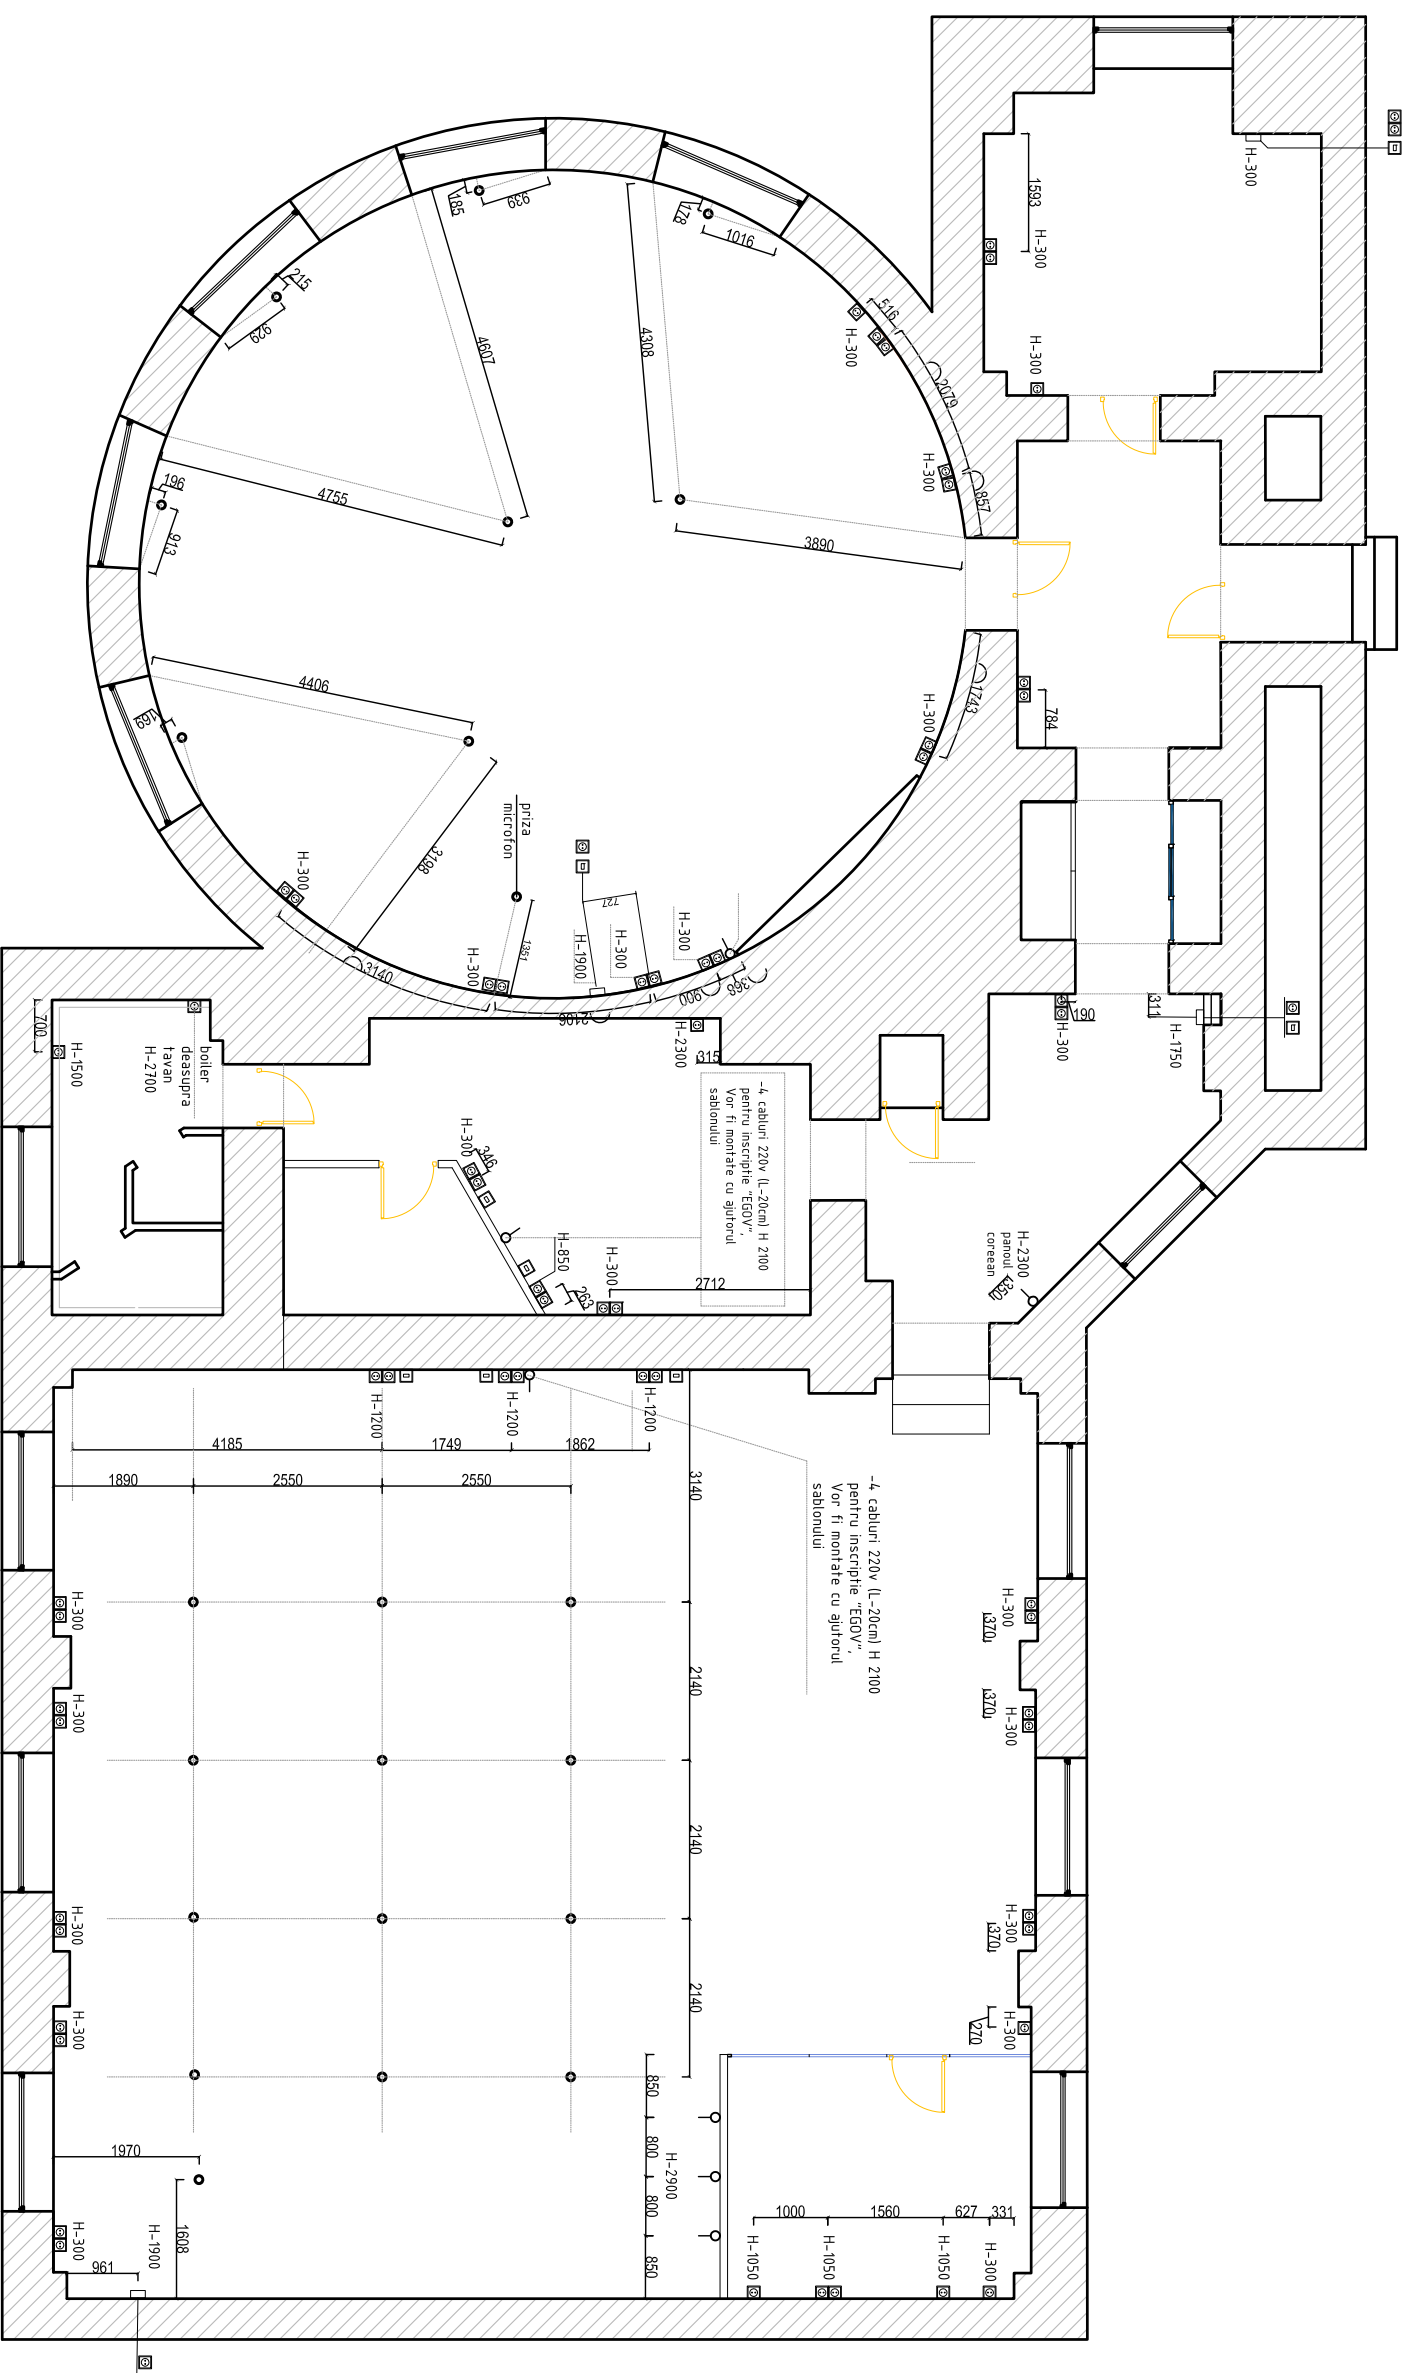 H-300
1593
H-300
H-300
939
185
178
1016
215
929
4607
4308
516
H-300
2079
H-300
857
196
913
4755
3890
4406
169
1743
H-300
784
3198
priza
microfon
727
H-300
3140
H-300
1351
H-1900
H-300
H-300
2106
900
368
H-2300
315
190
H-300
311
H-1750
700
H-1500
boiler
deasupra
tavan
H-2700
-4 cabluri 220v (L-20cm) H 2100
pentru inscriptie "EGOV",
Vor fi montate cu ajutorul
sablonului
H-300
346
H-850
263
H-300
2712
H-2300
panoul
coreean
350
H-1200
H-1200
H-1200
4185
1749
1862
1890
2550
2550
3140
-4 cabluri 220v (L-20cm) H 2100
pentru inscriptie "EGOV",
Vor fi montate cu ajutorul
sablonului
H-300
H-300
370
2140
H-300
370
H-300
2140
H-300
H-300
370
2140
H-300
H-300
270
850
800
H-2900
800
850
1970
1608
H-300
H-1900
961
1000
1560
627
331
H-1050
H-1050
H-1050
H-300